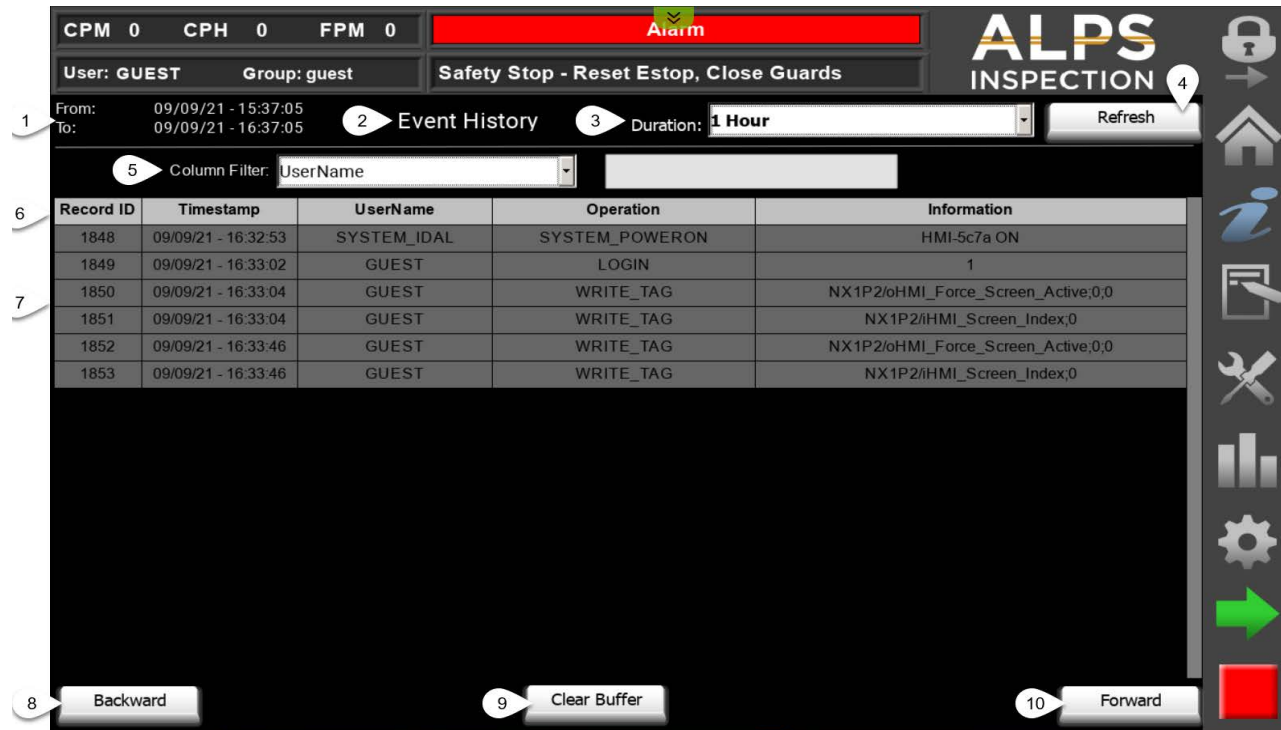 CPM 0 CPH 0 FPM 0
Alarm
ALPS
INSPECTION
User: GUEST Group: guest
Safety Stop - Reset Estop, Close Guards
1
From: 09/09/21 - 15:37:05
To: 09/09/21 - 16:37:05
2
Event History
3
Duration: 1 Hour
4
Refresh
5
Column Filter: UserName
6
Record ID Timestamp UserName Operation Information
1848 09/09/21 - 16:32:53 SYSTEM_IDAL SYSTEM_POWERON HMI-5c7a ON
1849 09/09/21 - 16:33:02 GUEST LOGIN 1
7
1850 09/09/21 - 16:33:04 GUEST WRITE_TAG NX1P2/oHMI_Force_Screen_Active;0;0
1851 09/09/21 - 16:33:04 GUEST WRITE_TAG NX1P2/iHMI_Screen_Index;0
1852 09/09/21 - 16:33:46 GUEST WRITE_TAG NX1P2/oHMI_Force_Screen_Active;0;0
1853 09/09/21 - 16:33:46 GUEST WRITE_TAG NX1P2/iHMI_Screen_Index;0
8
Backward
9
Clear Buffer
10
Forward